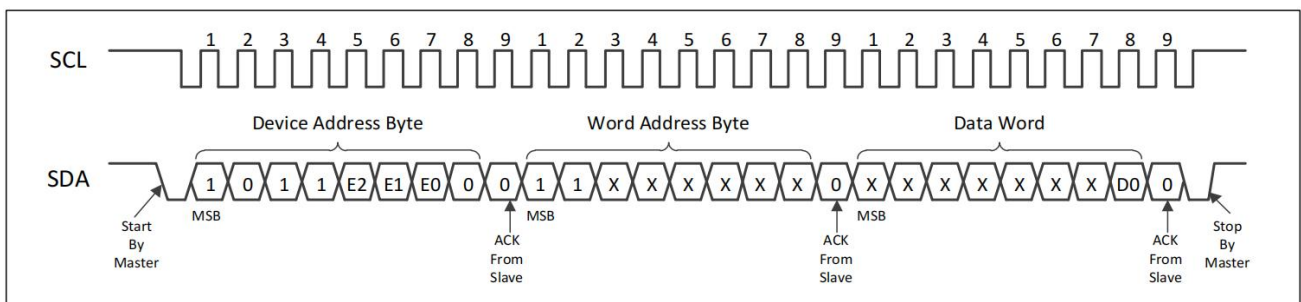 1 2 3 4 5 6 7 8 9 1 2 3 4 5 6 7 8 9 1 2 3 4 5 6 7 8 9
SCL
Device Address Byte Word Address Byte Data Word
SDA 1 0 1 1 E2 E1 E0 0 0 1 1 X X X X X X 0 X X X X X X X D0 0
MSB MSB MSB
Start By Master
ACK From Slave
ACK From Slave
ACK From Slave
Stop By Master